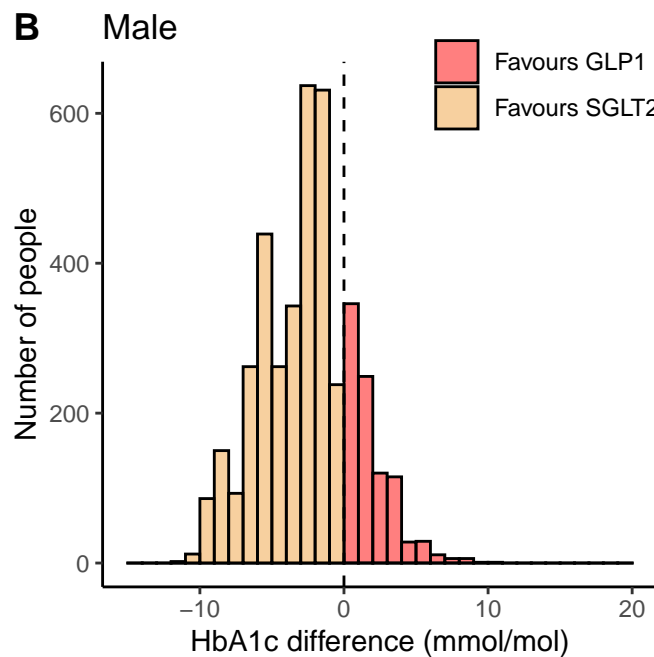 B Male
Favours GLP1
Favours SGLT2
600
400
200
0
Number of people
−10 0 10 20
HbA1c difference (mmol/mol)